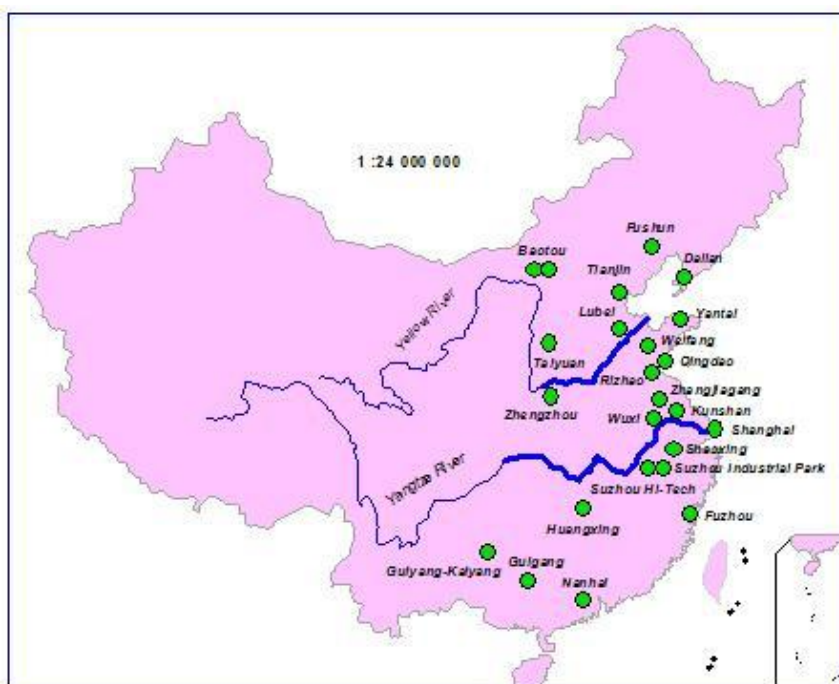 1 :24 000 000
Fushun
Baotou
Dalian
Tianjin
Yellow River
Lubei
Yantai
Weifang
Taiyuan
Qingdao
Rizhao
Zhangjiagang
Zhengzhou
Wuxi
Kunshan
Shanghai
Shaoxing
Yangtze River
Suzhou Industrial Park
Suzhou Hi-Tech
Huangxing
Fuzhou
Guiyang-Kaiyang
Guigang
Nanhai